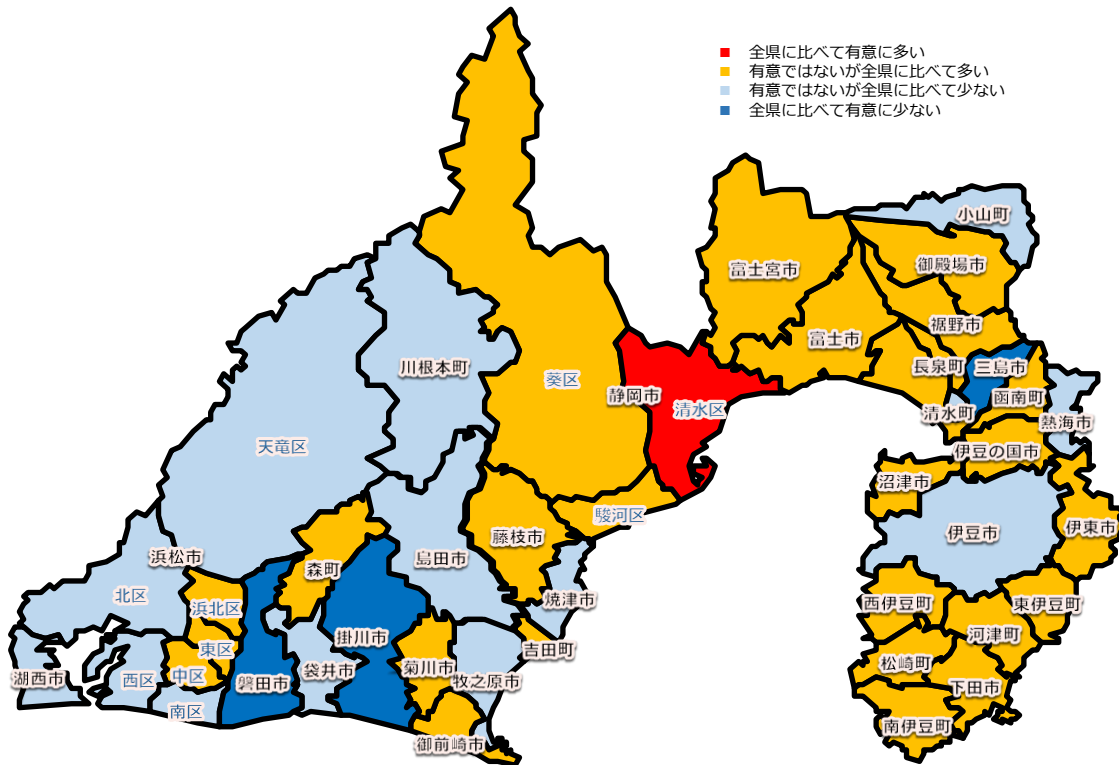 全県に比べて有意に多い
有意ではないが全県に比べて多い
有意ではないが全県に比べて少ない
全県に比べて有意に少ない
小山町
御殿場市
富士宮市
裾野市
富士市
長泉町
三島市
川根本町
葵区
静岡市
清水区
函南町
清水町
熱海市
天竜区
伊豆の国市
沼津市
駿河区
伊東市
藤枝市
伊豆市
浜松市
島田市
森町
北区
浜北区
焼津市
西伊豆町
東伊豆町
掛川市
河津町
東区
吉田町
松崎町
湖西市
西区
中区
磐田市
袋井市
菊川市
牧之原市
下田市
南区
南伊豆町
御前崎市